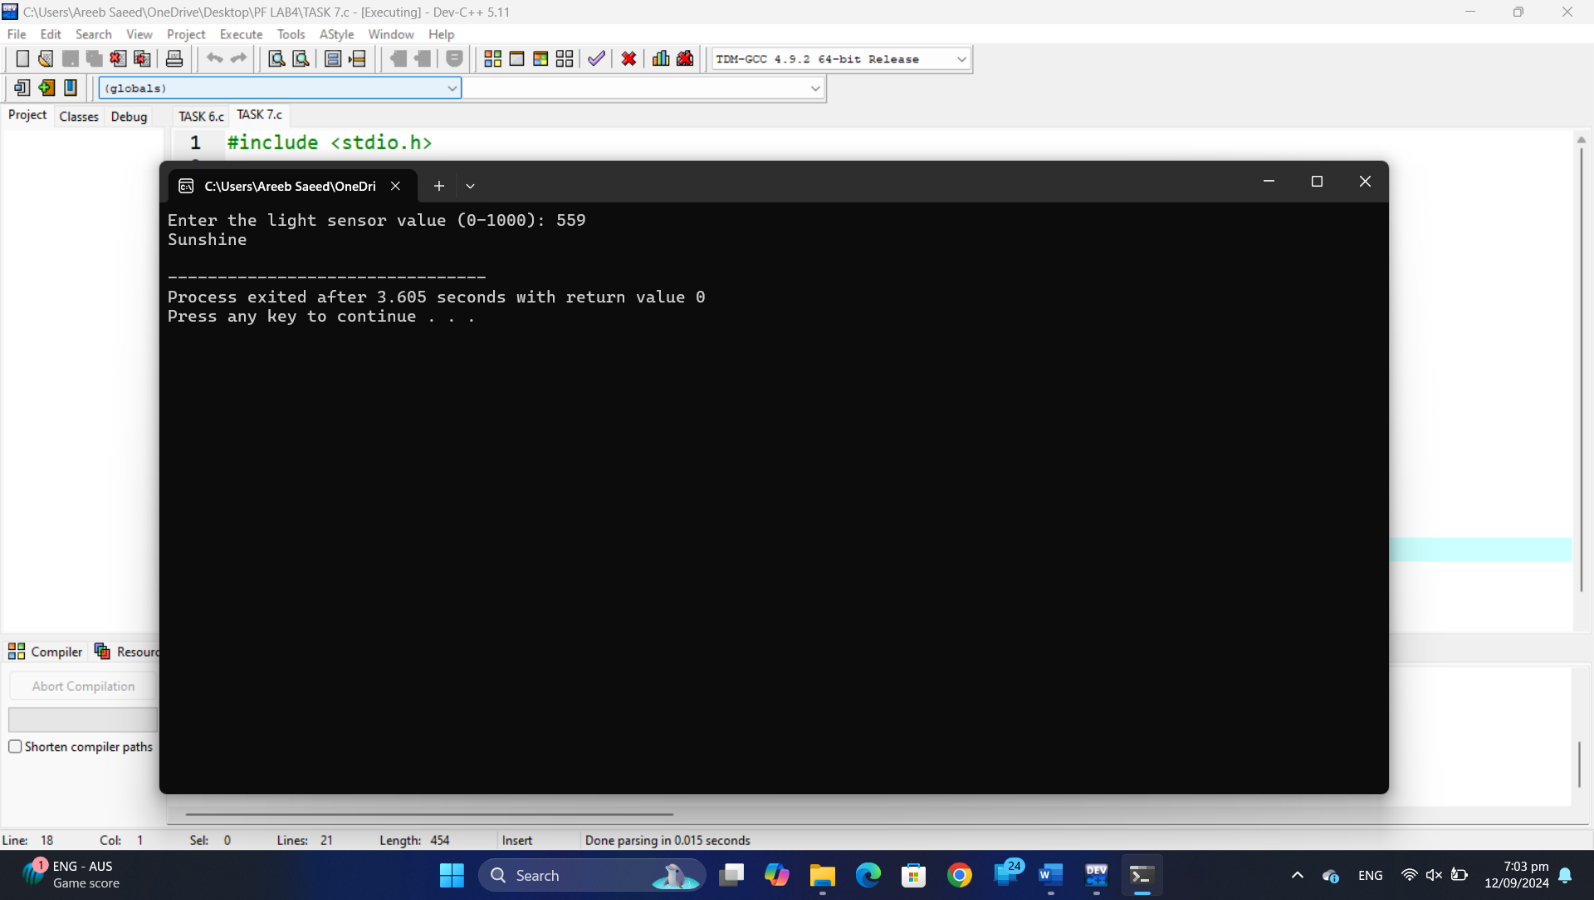 C:\Users\Areeb Saeed\OneDrive\Desktop\PF LAB4\TASK 7.c - [Executing] - Dev-C++ 5.11
File Edit Search View Project Execute Tools AStyle Window Help
TDM-GCC 4.9.2 64-bit Release
(globals)
Project Classes Debug TASK 6.c TASK 7.c
1 #include <stdio.h>
C:\Users\Areeb Saeed\OneDri
Enter the light sensor value (0-1000): 559
Sunshine
--------------------------------
Process exited after 3.605 seconds with return value 0
Press any key to continue . . .
Compiler Resourc
Abort Compilation
Shorten compiler paths
Line: 18 Col: 1 Sel: 0 Lines: 21 Length: 454 Insert Done parsing in 0.015 seconds
1 ENG - AUS
Game score
Search
24
W
DEV
ENG
7:03 pm
12/09/2024